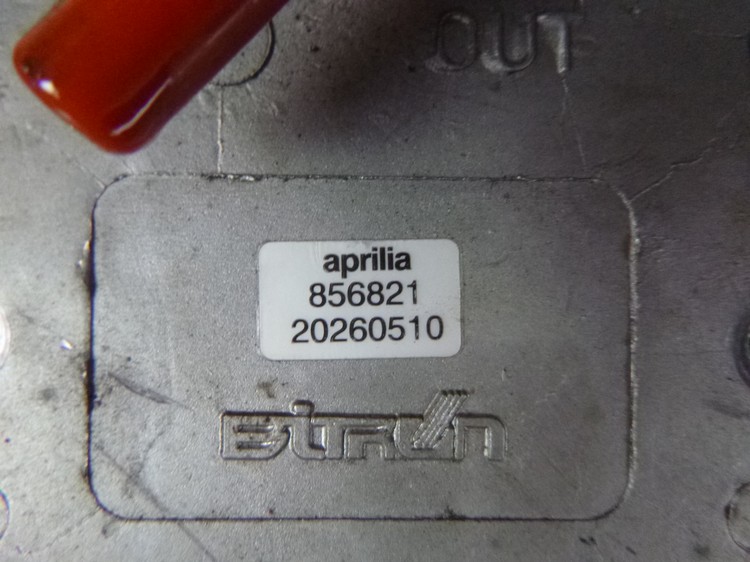 OUT
aprilia
856821
20260510
BITRON